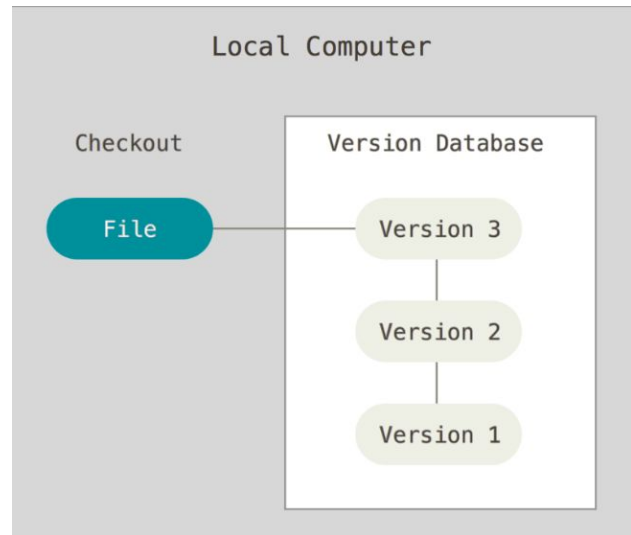 Local Computer
Checkout
Version Database
File
Version 3
Version 2
Version 1